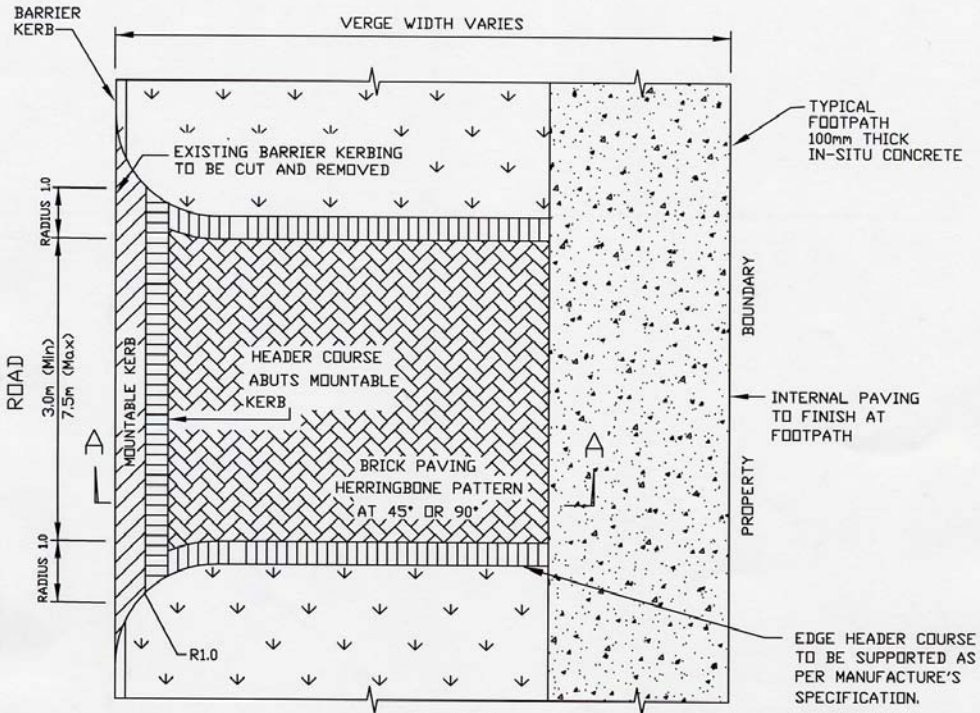 BARRIER
KERB
VERGE WIDTH VARIES
TYPICAL
FOOTPATH
100mm THICK
IN-SITU CONCRETE
EXISTING BARRIER KERBING
TO BE CUT AND REMOVED
RADIUS 1.0
ROAD
3.0m (Min)
7.5m (Max)
MOUNTABLE KERB
HEADER COURSE
ABUTS MOUNTABLE
KERB
BOUNDARY
INTERNAL PAVING
TO FINISH AT
FOOTPATH
A
A
BRICK PAVING
HERRINGBONE PATTERN
AT 45° OR 90°
PROPERTY
RADIUS 1.0
R1.0
EDGE HEADER COURSE
TO BE SUPPORTED AS
PER MANUFACTURE'S
SPECIFICATION.